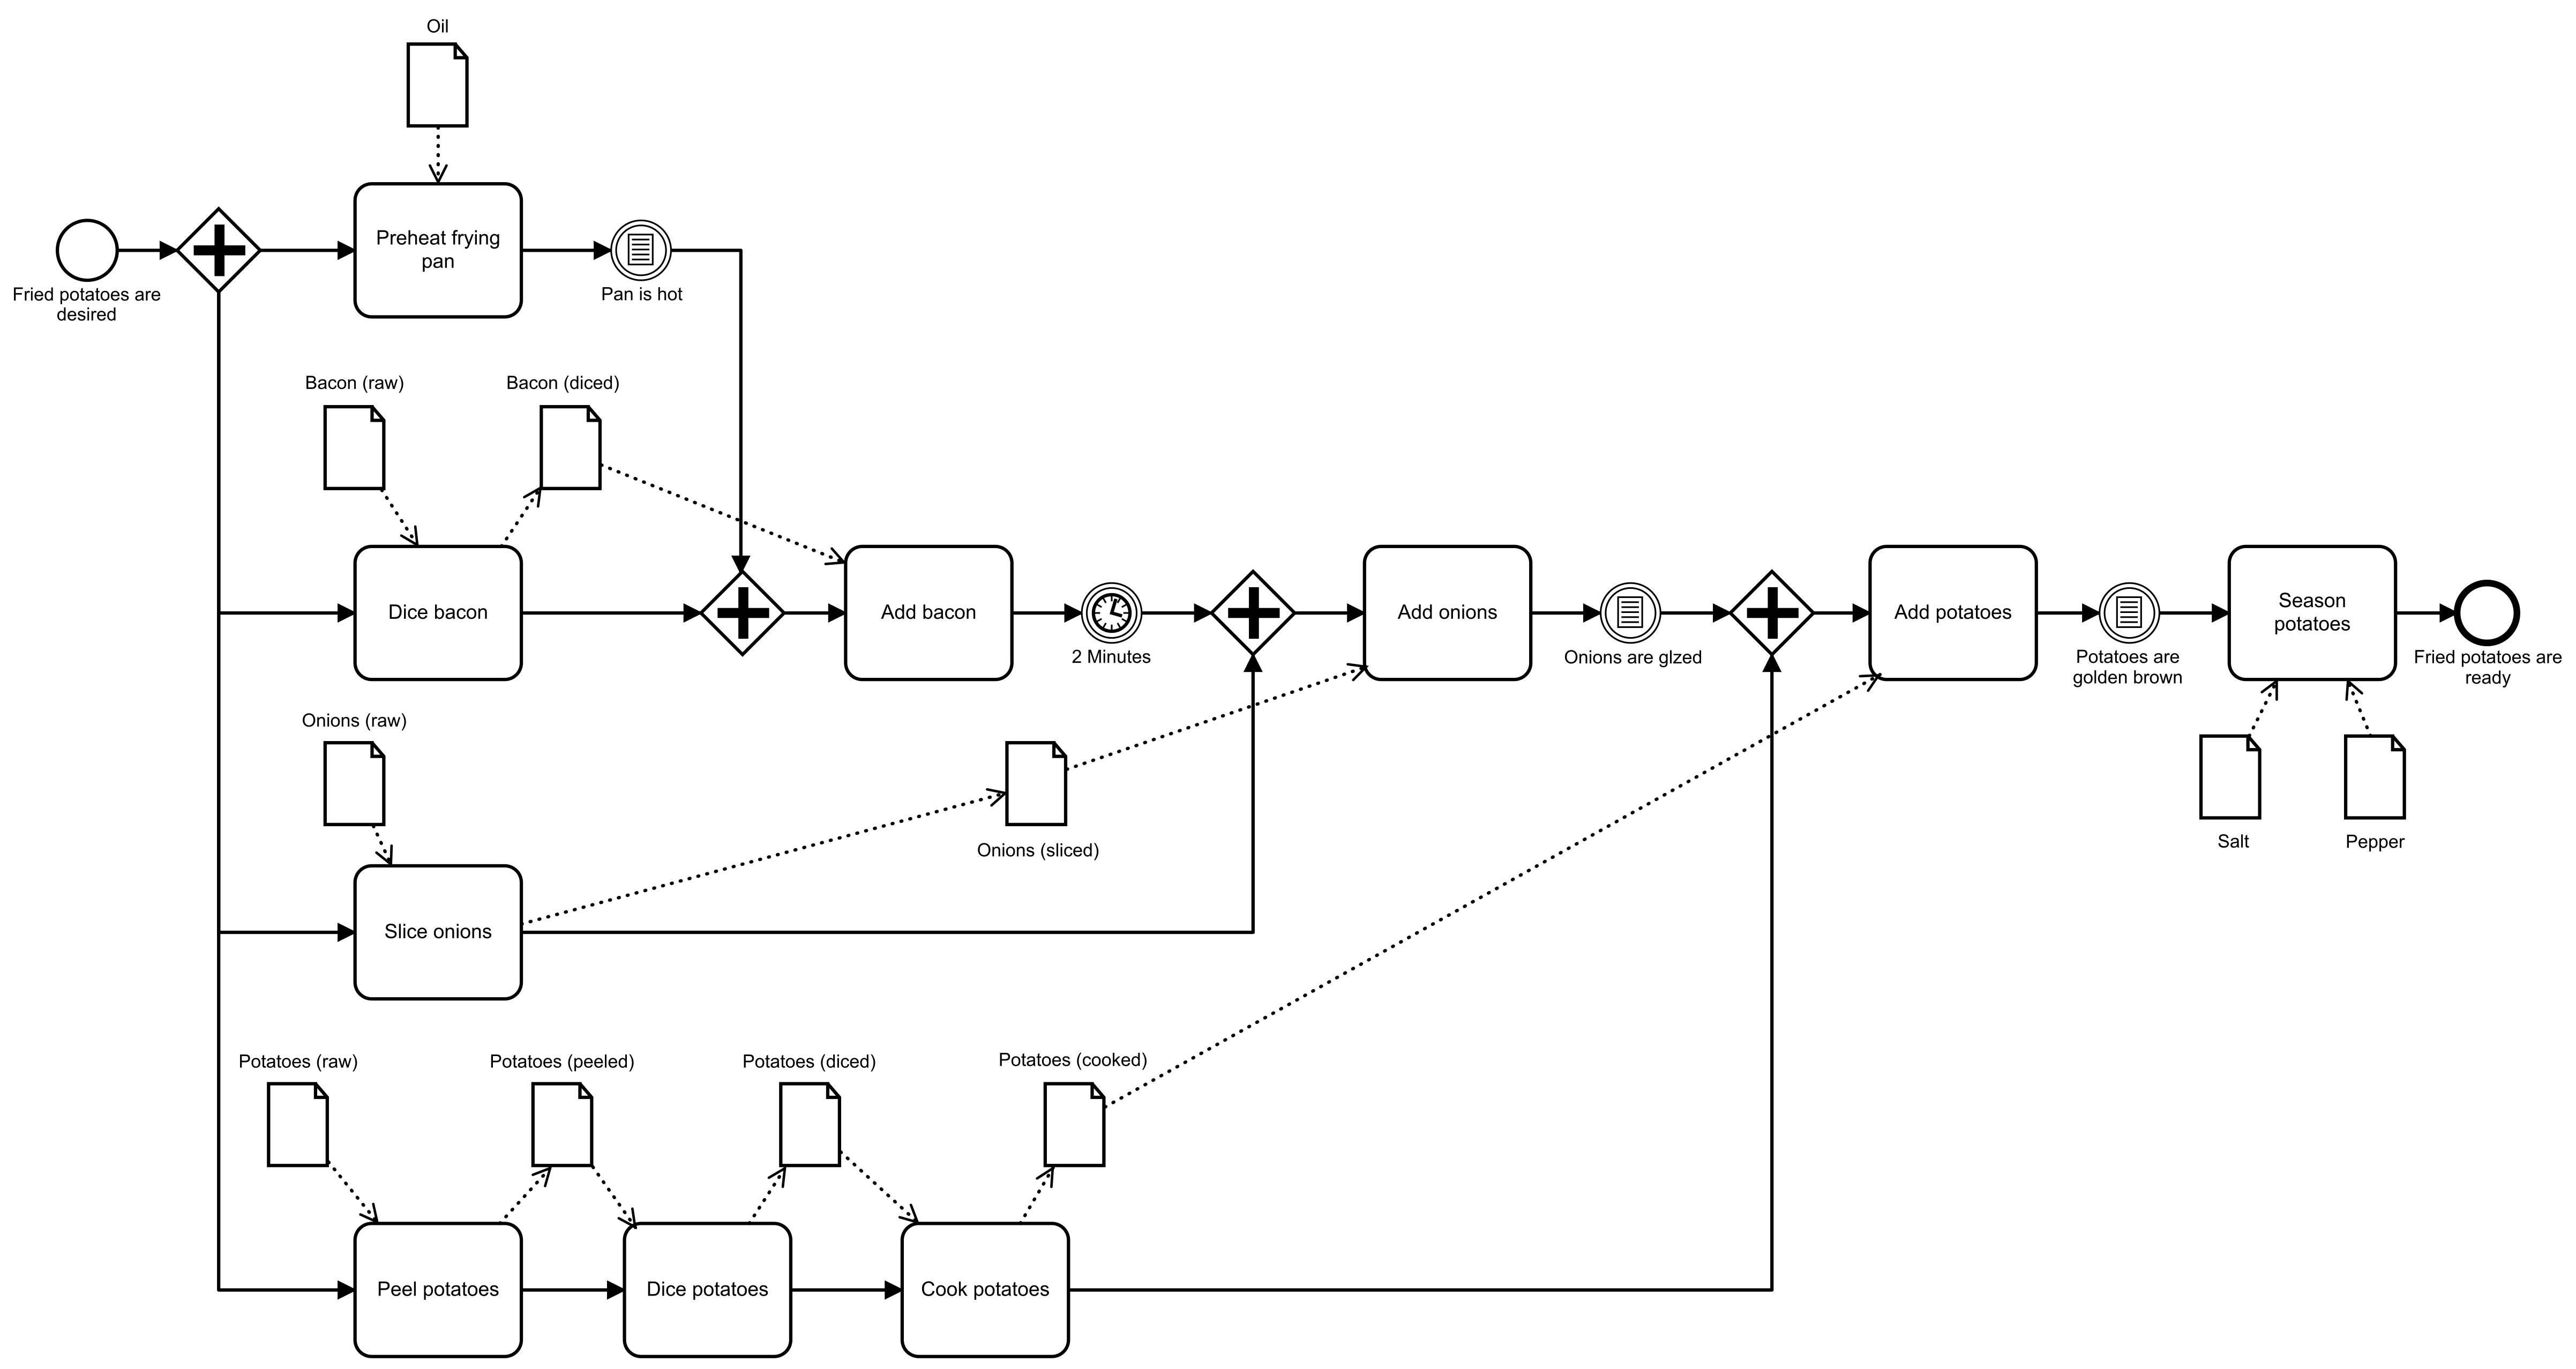 Oil
Preheat frying
pan
Fried potatoes are
desired
Pan is hot
Bacon (raw)
Bacon (diced)
Dice bacon
Add bacon
2 Minutes
Add onions
Onions are glzed
Add potatoes
Potatoes are
golden brown
Season
potatoes
Fried potatoes are
ready
Onions (raw)
Onions (sliced)
Salt
Pepper
Slice onions
Potatoes (raw)
Potatoes (peeled)
Potatoes (diced)
Potatoes (cooked)
Peel potatoes
Dice potatoes
Cook potatoes